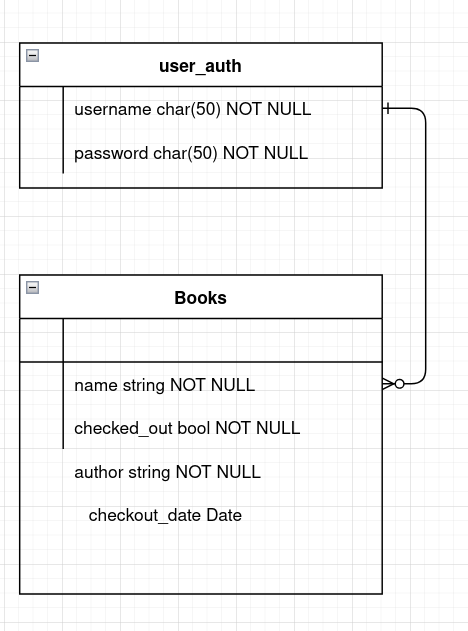 user_auth
username char(50) NOT NULL
password char(50) NOT NULL
Books
name string NOT NULL
checked_out bool NOT NULL
author string NOT NULL
checkout_date Date